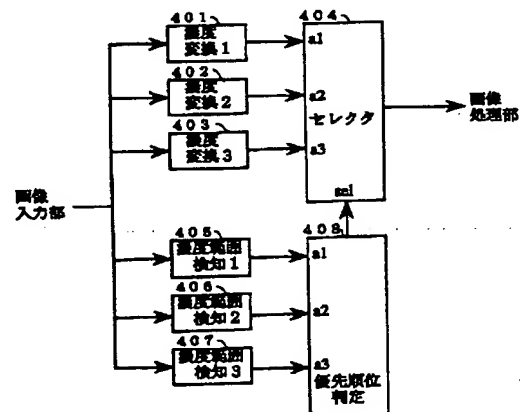 401
濃度
変換1
402
濃度
変換2
403
濃度
変換3
404
a1
a2
セレクタ
a3
sel
画像
処理部
画像
入力部
405
濃度範囲
検知1
406
濃度範囲
検知2
407
濃度範囲
検知3
408
a1
a2
a3
優先順位
判定